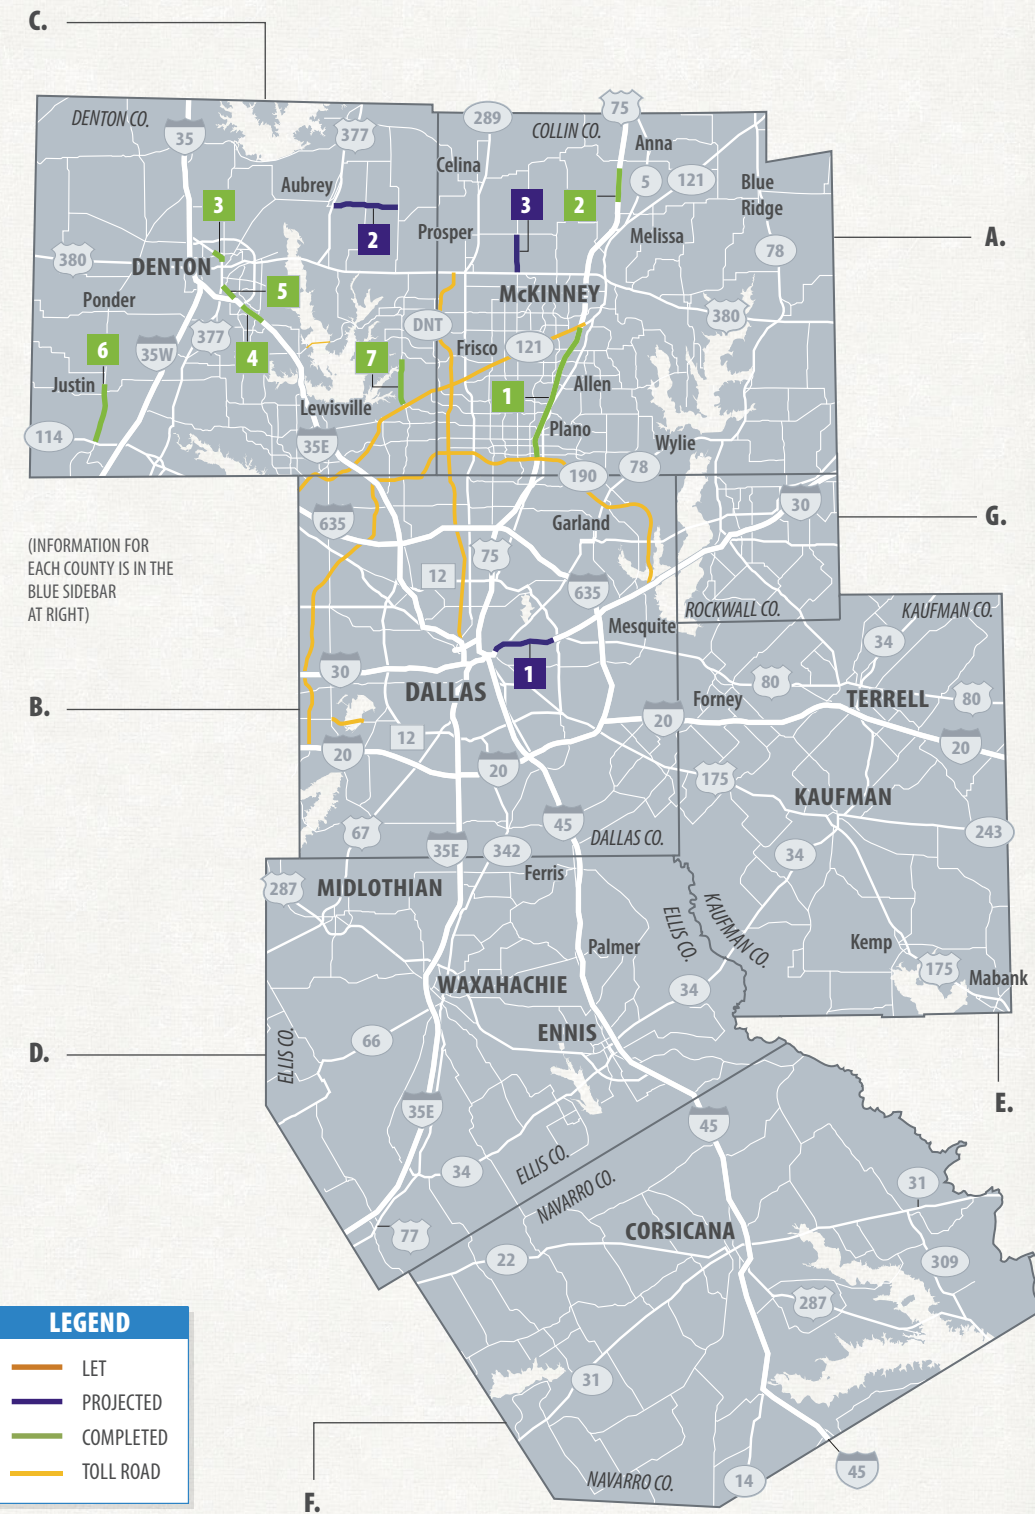 C.
DENTON CO.
35
377
289
COLLIN CO.
75
Anna
Celina
5
121
Blue
Ridge
Aubrey
3
2
3
2
Prosper
Melissa
78
A.
380
DENTON
5
McKINNEY
Ponder
377
DNT
380
6
35W
4
7
Frisco
121
Justin
1
Allen
Lewisville
Plano
114
35E
Wylie
190
78
30
G.
635
Garland
(INFORMATION FOR
EACH COUNTY IS IN THE
BLUE SIDEBAR
AT RIGHT)
75
12
635
ROCKWALL CO.
KAUFMAN CO.
Mesquite
34
30
1
80
DALLAS
Forney
TERRELL
80
B.
20
12
20
20
20
175
KAUFMAN
67
45
DALLAS CO.
243
35E
342
34
Ferris
287
MIDLOTHIAN
ELLIS CO.
KAUFMAN CO.
Palmer
Kemp
175
Mabank
WAXAHACHIE
34
ENNIS
66
ELLIS CO.
D.
E.
35E
45
ELLIS CO.
34
NAVARRO CO.
31
77
CORSICANA
22
309
287
LEGEND
LET
PROJECTED
COMPLETED
TOLL ROAD
31
NAVARRO CO.
14
45
F.